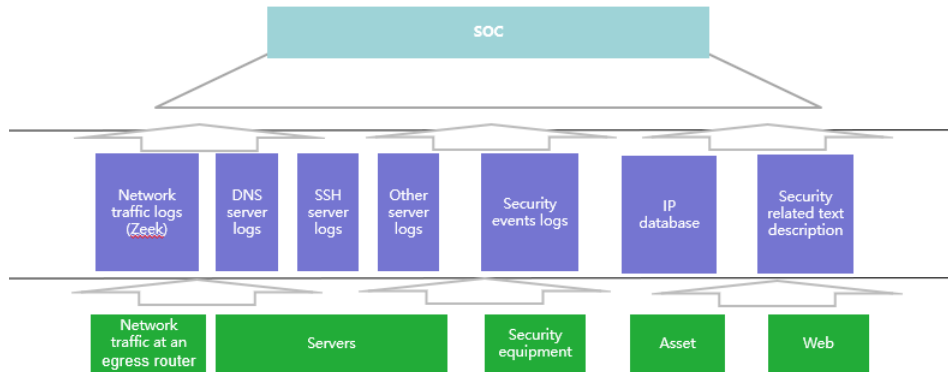 SOC
Network
traffic logs
(Zeek)
DNS
server
logs
SSH
server
logs
Other
server
logs
Security
events logs
IP
database
Security
related text
description
Network
traffic at an
egress router
Servers
Security
equipment
Asset
Web